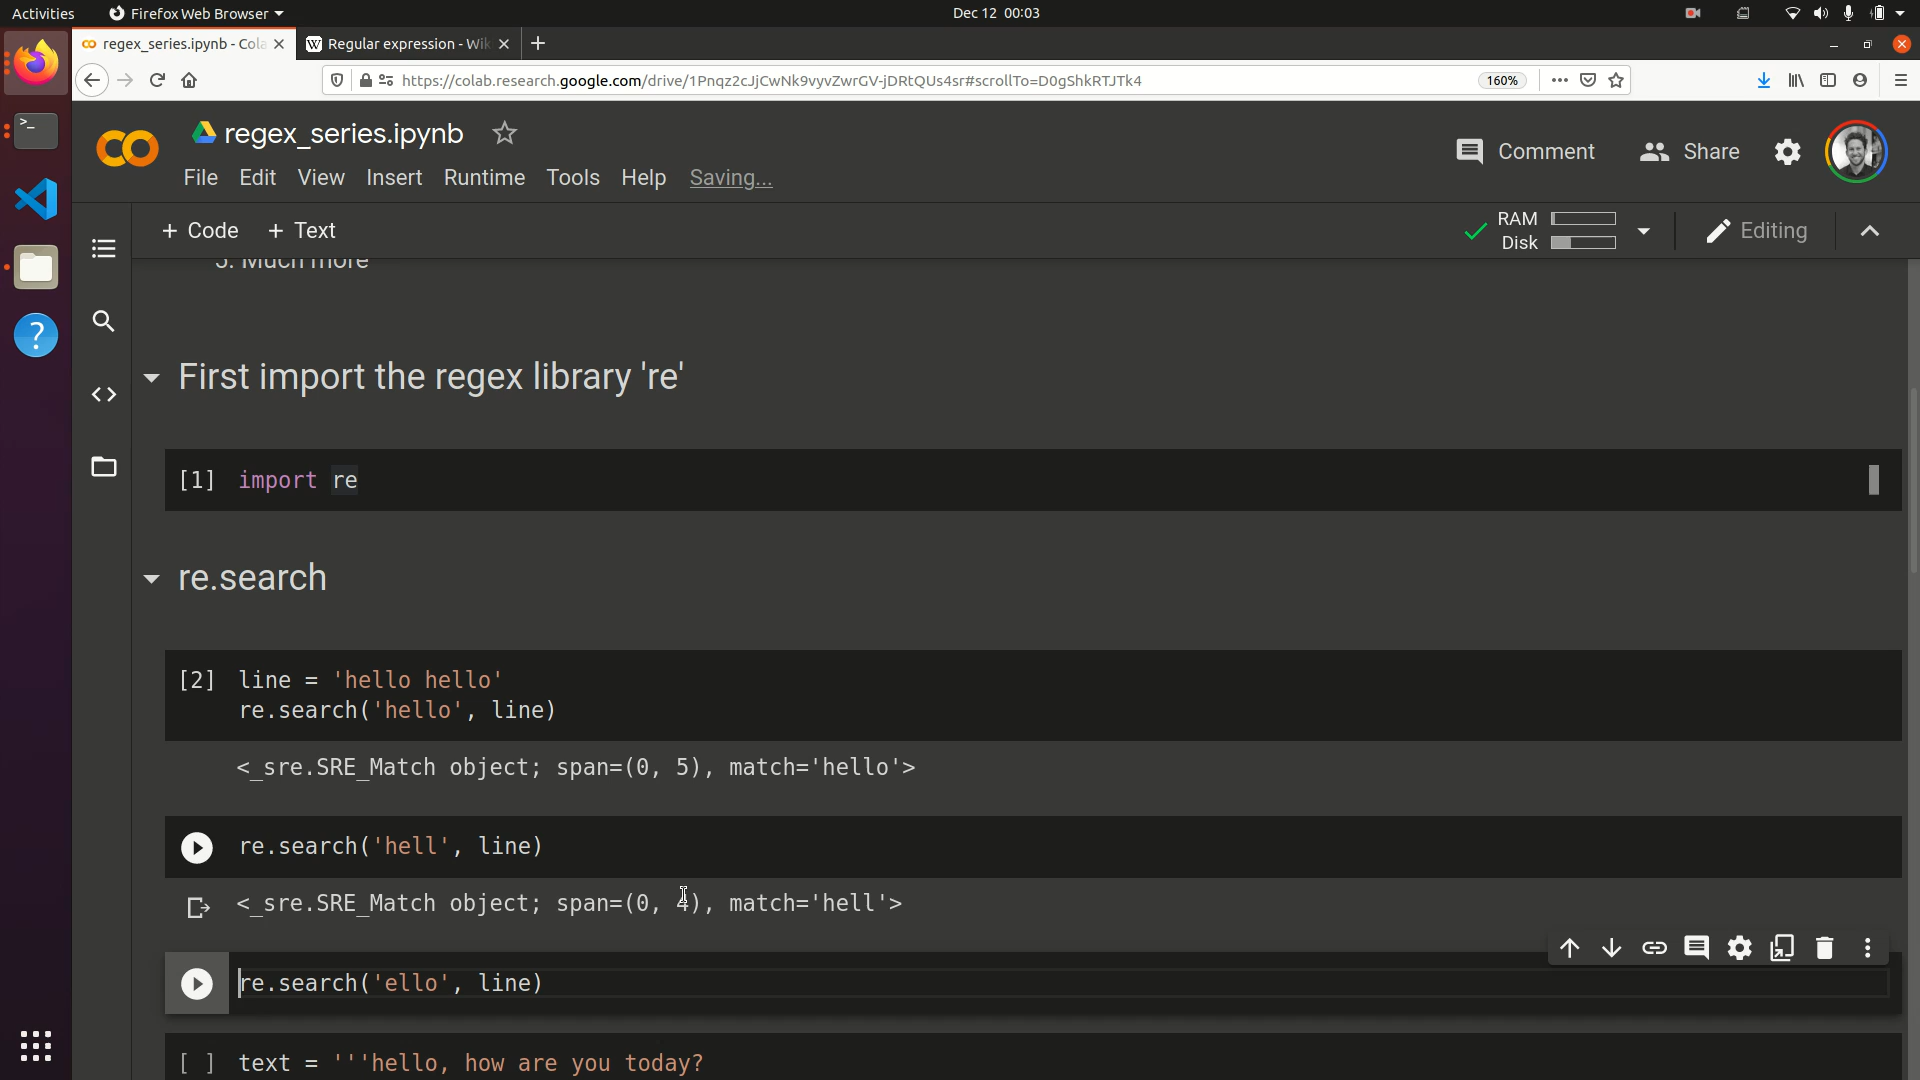 Activities Firefox Web Browser Dec 12 00:03
regex_series.ipynb - Cola Regular expression - Wik
https://colab.research.google.com/drive/1Pnqz2cJjCwNk9vyvZwrGV-jDRtQUs4sr#scrollTo=D0gShkRTJTk4 160%
regex_series.ipynb
Comment Share
File Edit View Insert Runtime Tools Help Saving...
+ Code + Text RAM Disk Editing
Much more
First import the regex library 're'
[1] import re
re.search
[2] line = 'hello hello'
re.search('hello', line)
<_sre.SRE_Match object; span=(0, 5), match='hello'>
re.search('hell', line)
<_sre.SRE_Match object; span=(0, 4), match='hell'>
re.search('ello', line)
[ ] text = '''hello, how are you today?